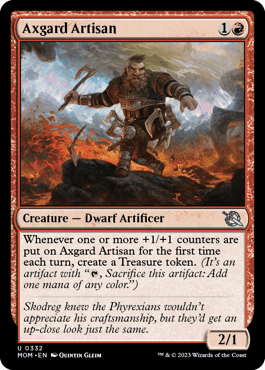 Axgard Artisan 1
Creature — Dwarf Artificer
Whenever one or more +1/+1 counters are
put on Axgard Artisan for the first time
each turn, create a Treasure token. (It's an
artifact with “, Sacrifice this artifact: Add
one mana of any color.”)
Skodreg knew the Phyrexians wouldn't
appreciate his craftsmanship, but they'd get an
up-close look just the same.
2/1
U 0332
MOM • EN Quintin Gleim
™ & © 2023 Wizards of the Coast